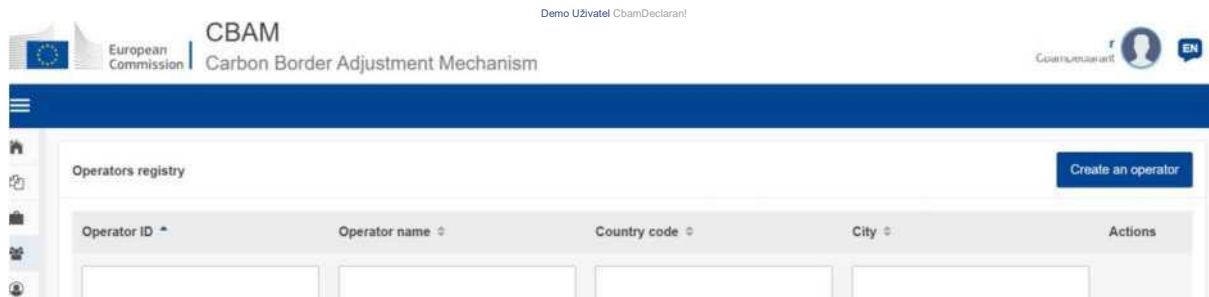 Demo Uživatel CbamDeclaran!
European
Commission
CBAM
Carbon Border Adjustment Mechanism
EN
Operators registry
Create an operator
Operator ID
Operator name
Country code
City
Actions